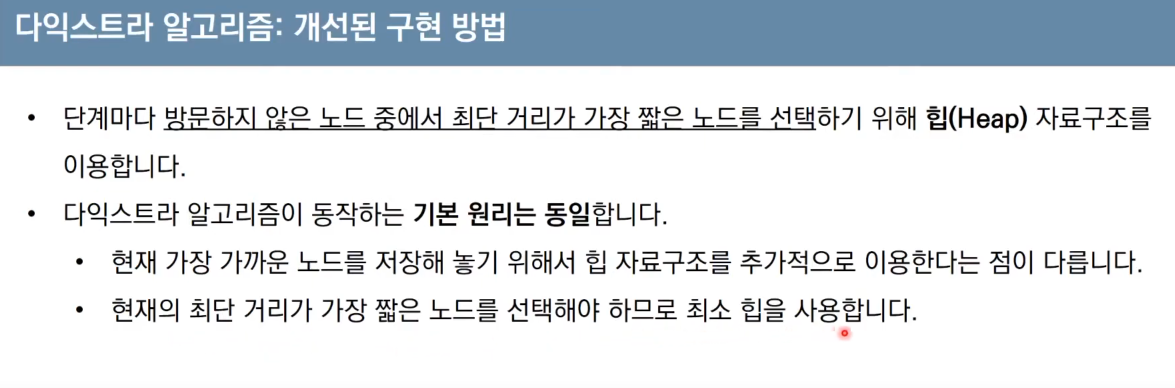 다익스트라 알고리즘: 개선된 구현 방법
• 단계마다 방문하지 않은 노드 중에서 최단 거리가 가장 짧은 노드를 선택하기 위해 힙(Heap) 자료구조를
이용합니다.
• 다익스트라 알고리즘이 동작하는 기본 원리는 동일합니다.
• 현재 가장 가까운 노드를 저장해 놓기 위해서 힙 자료구조를 추가적으로 이용한다는 점이 다릅니다.
• 현재의 최단 거리가 가장 짧은 노드를 선택해야 하므로 최소 힙을 사용합니다.